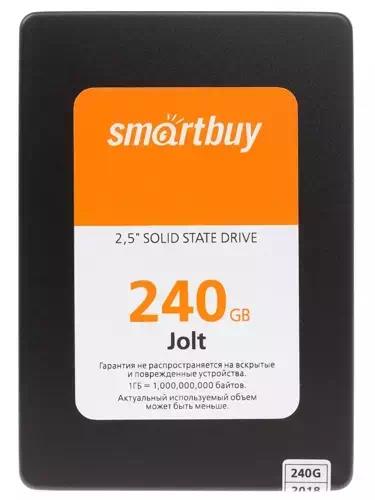 smartbuy
2,5" SOLID STATE DRIVE
240 GB
Jolt
Гарантия не распространяется на вскрытые
и поврежденные устройства.
1ГБ = 1,000,000,000 байтов.
Актуальный используемый объем
может быть меньше.
240G
2018